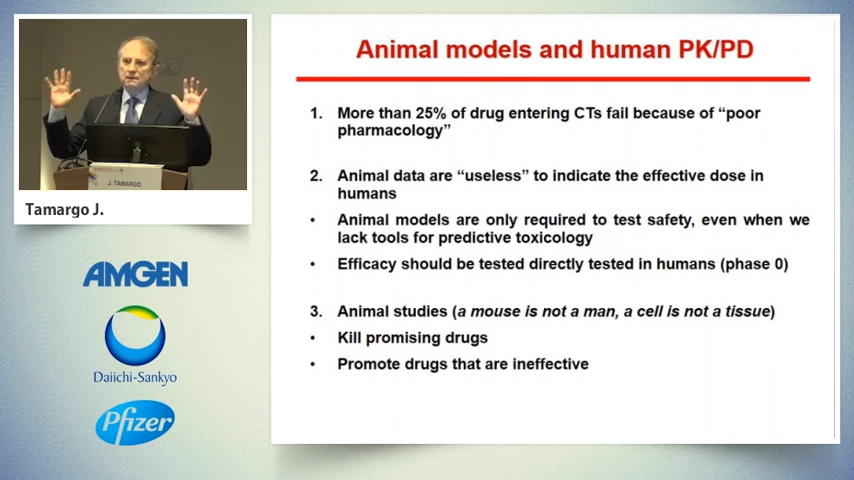 J. TAMARGO
Tamargo J.
AMGEN
Daiichi-Sankyo
Pfizer
Animal models and human PK/PD
1. More than 25% of drug entering CTs fail because of “poor
pharmacology”
2. Animal data are “useless” to indicate the effective dose in
humans
• Animal models are only required to test safety, even when we
lack tools for predictive toxicology
• Efficacy should be tested directly tested in humans (phase 0)
3. Animal studies (a mouse is not a man, a cell is not a tissue)
• Kill promising drugs
• Promote drugs that are ineffective